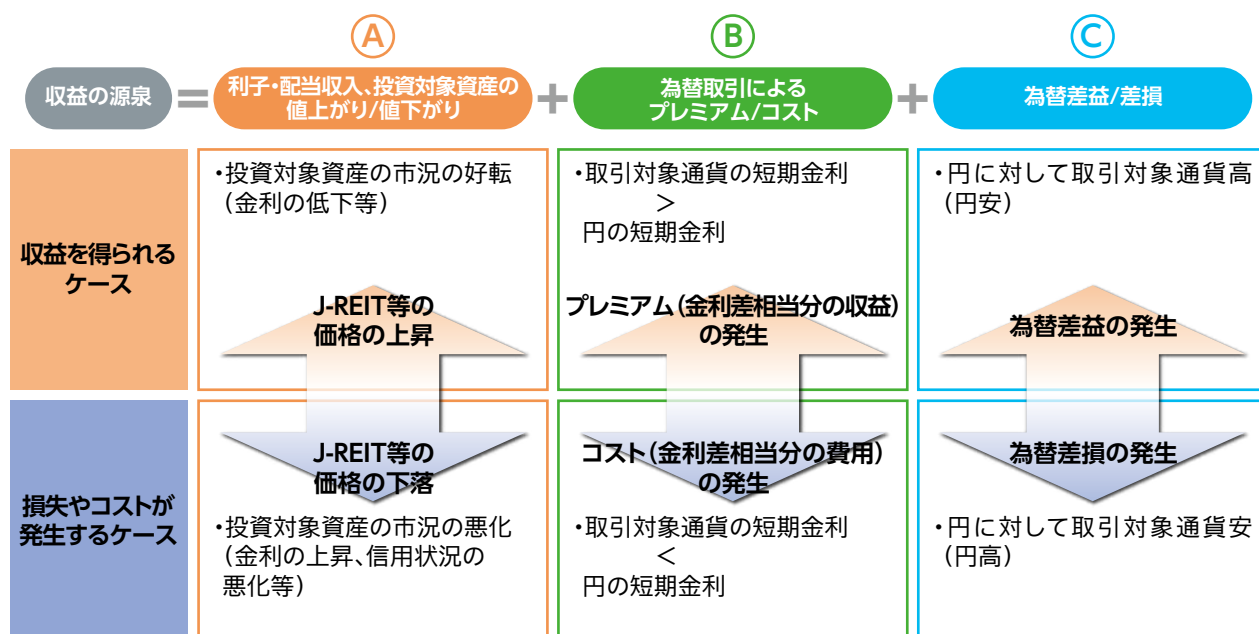 Ⓐ
Ⓑ
Ⓒ
収益の源泉
=
利子・配当収入、投資対象資産の
値上がり/値下がり
+
為替取引による
プレミアム/コスト
+
為替差益/差損
収益を得られる
ケース
・投資対象資産の市況の好転
(金利の低下等)
J-REIT等の
価格の上昇
・取引対象通貨の短期金利
>
円の短期金利
プレミアム(金利差相当分の収益)
の発生
・円に対して取引対象通貨高
(円安)
為替差益の発生
損失やコストが
発生するケース
J-REIT等の
価格の下落
・投資対象資産の市況の悪化
(金利の上昇、信用状況の
悪化等)
コスト(金利差相当分の費用)
の発生
・取引対象通貨の短期金利
<
円の短期金利
為替差損の発生
・円に対して取引対象通貨安
(円高)